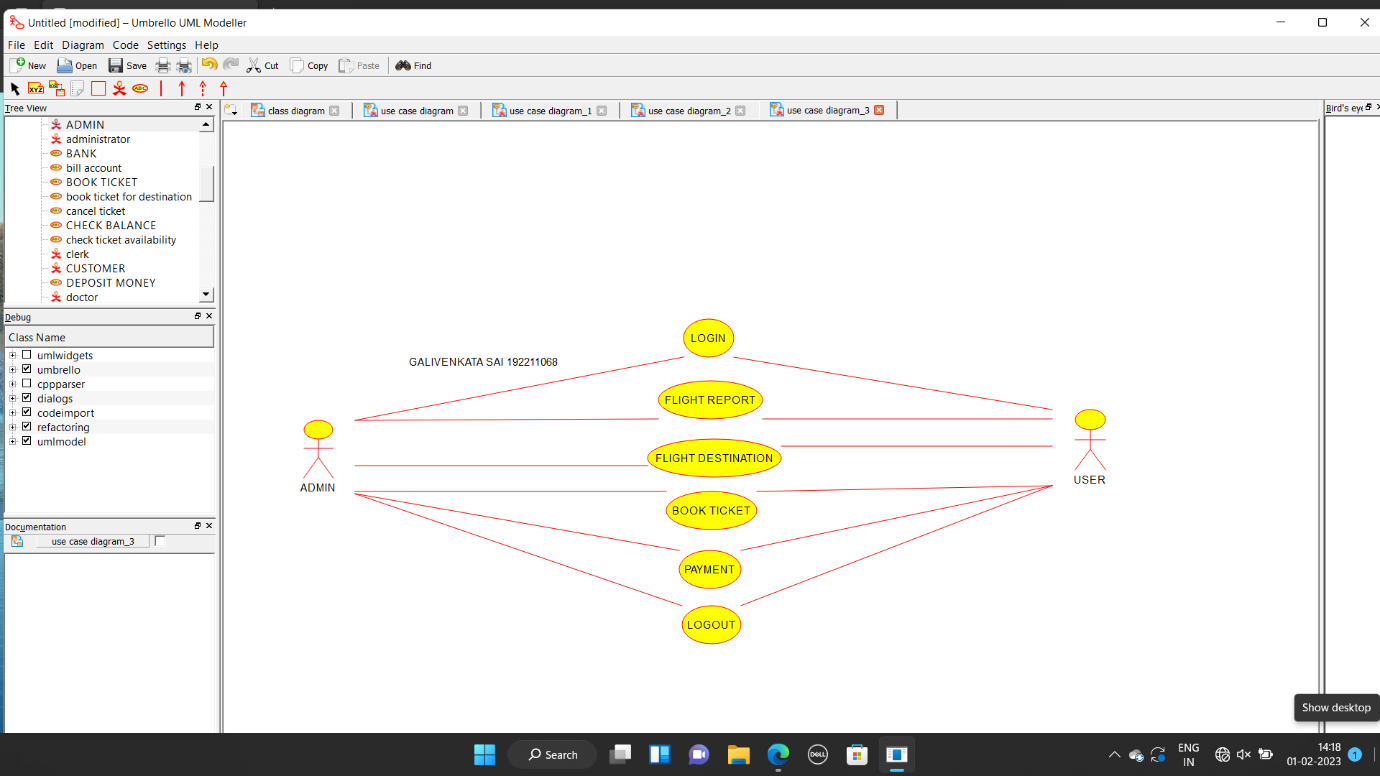 Untitled [modified] – Umbrello UML Modeller
File Edit Diagram Code Settings Help
New Open Save Cut Copy Paste Find
XYZ ABC
Tree View
class diagram use case diagram use case diagram_1 use case diagram_2 use case diagram_3
Bird's eye
ADMIN
administrator
BANK
bill account
BOOK TICKET
book ticket for destination
cancel ticket
CHECK BALANCE
check ticket availability
clerk
CUSTOMER
DEPOSIT MONEY
doctor
Debug
Class Name
umlwidgets
umbrello
cppparser
dialogs
codeimport
refactoring
umlmodel
Documentation
use case diagram_3
LOGIN
GALIVENKATA SAI 192211068
FLIGHT REPORT
FLIGHT DESTINATION
ADMIN
USER
BOOK TICKET
PAYMENT
LOGOUT
Show desktop
Search
DELL
ENG
IN
14:18
01-02-2023
1